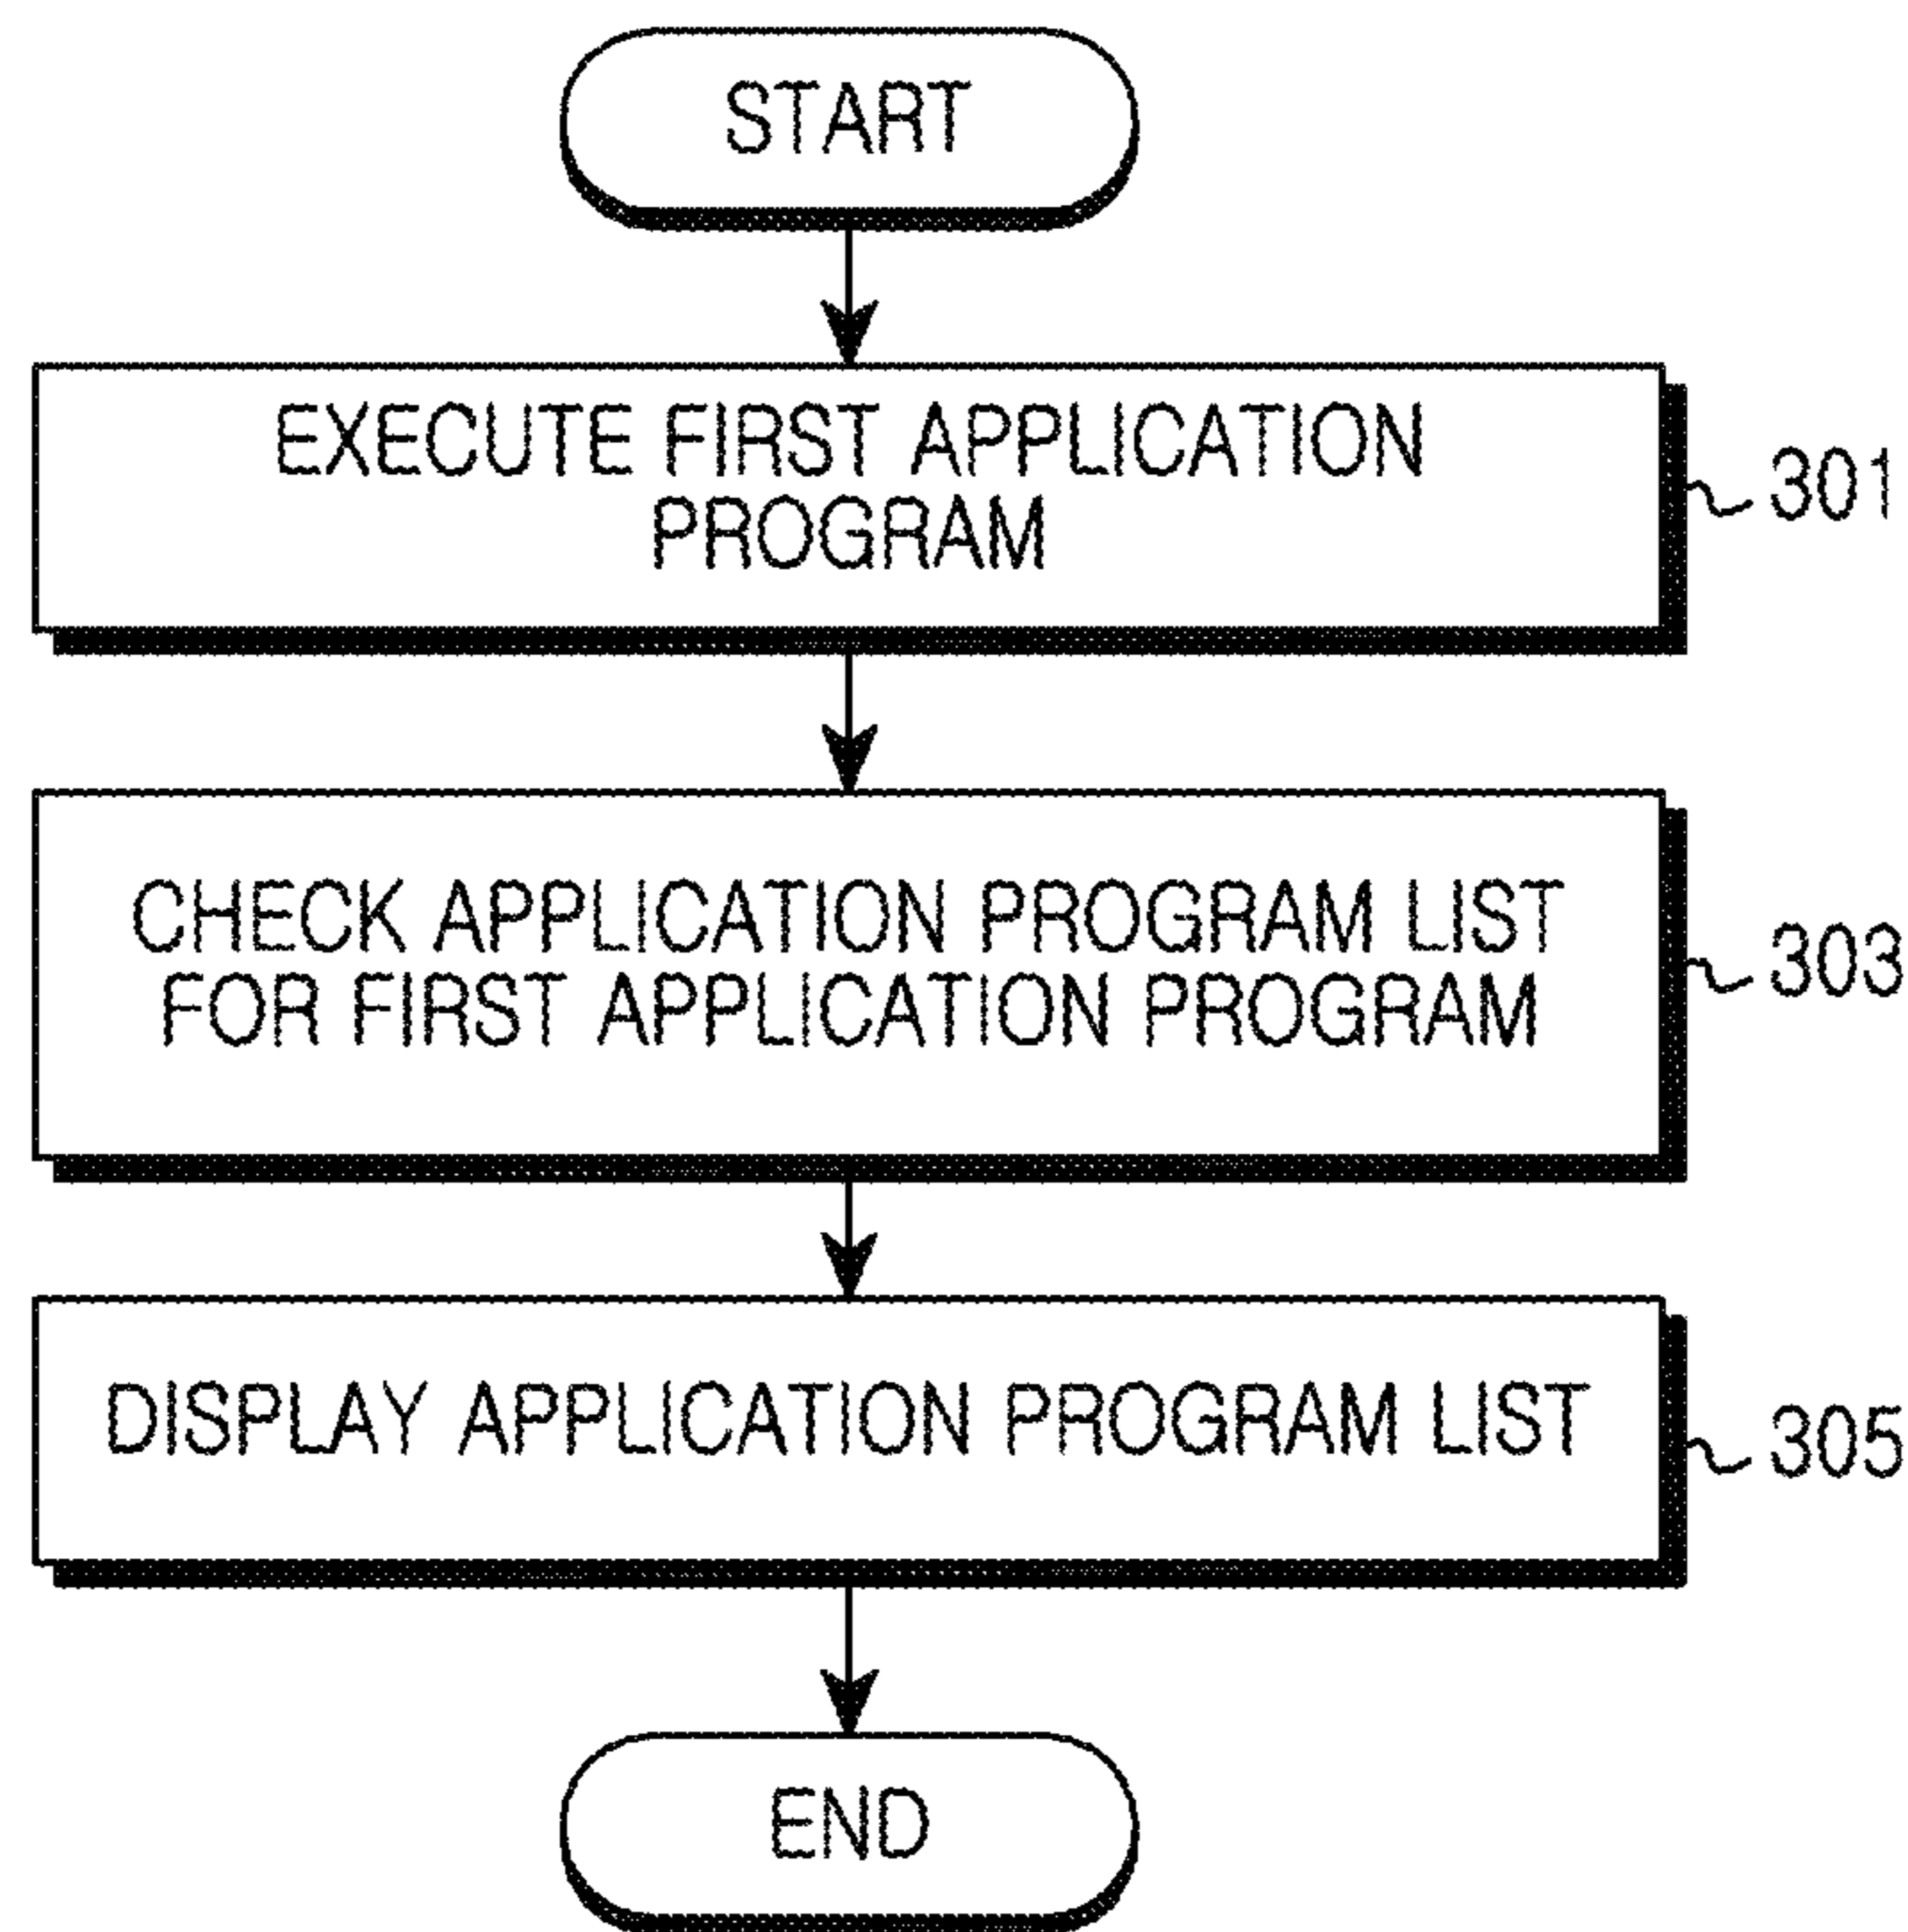 START
EXECUTE FIRST APPLICATION
PROGRAM
301
CHECK APPLICATION PROGRAM LIST
FOR FIRST APPLICATION PROGRAM
303
DISPLAY APPLICATION PROGRAM LIST
305
END